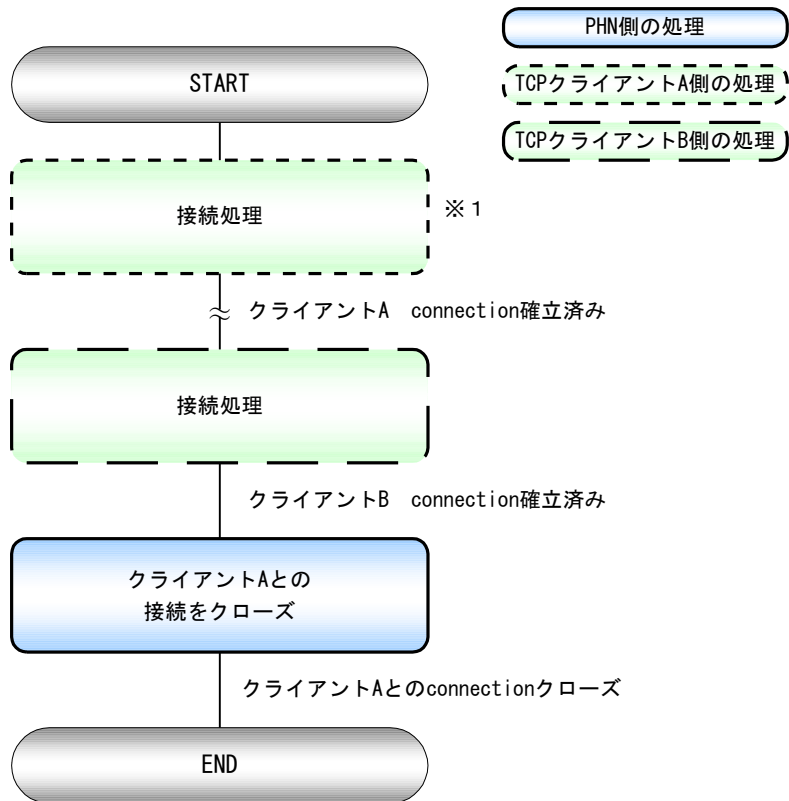 PHN側の処理
START
TCPクライアントA側の処理
TCPクライアントB側の処理
接続処理
※1
クライアントA connection確立済み
接続処理
クライアントB connection確立済み
クライアントAとの
接続をクローズ
クライアントAとのconnectionクローズ
END